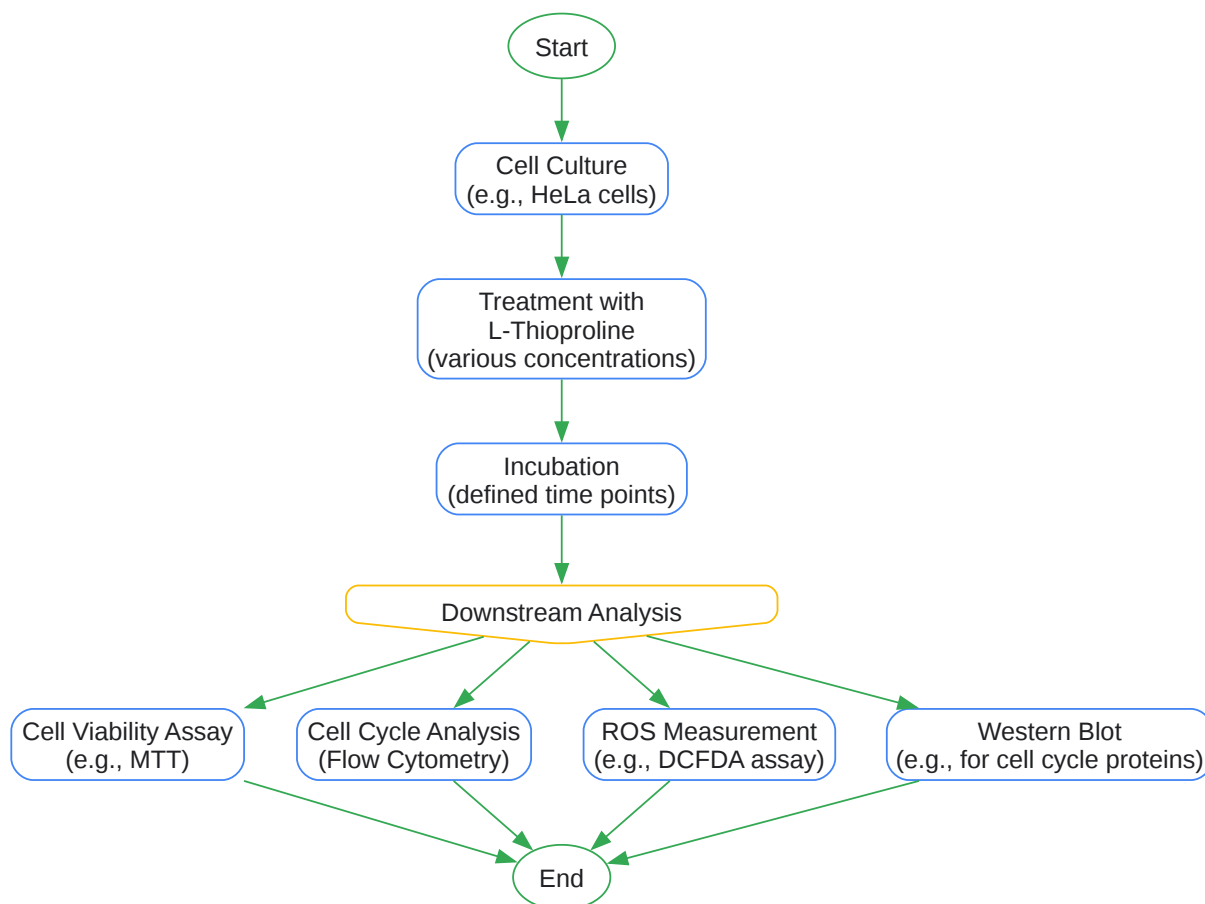 Start
Cell Culture
(e.g., HeLa cells)
Treatment with
L-Thioproline
(various concentrations)
Incubation
(defined time points)
Downstream Analysis
Cell Viability Assay
(e.g., MTT)
Cell Cycle Analysis
(Flow Cytometry)
ROS Measurement
(e.g., DCFDA assay)
Western Blot
(e.g., for cell cycle proteins)
End